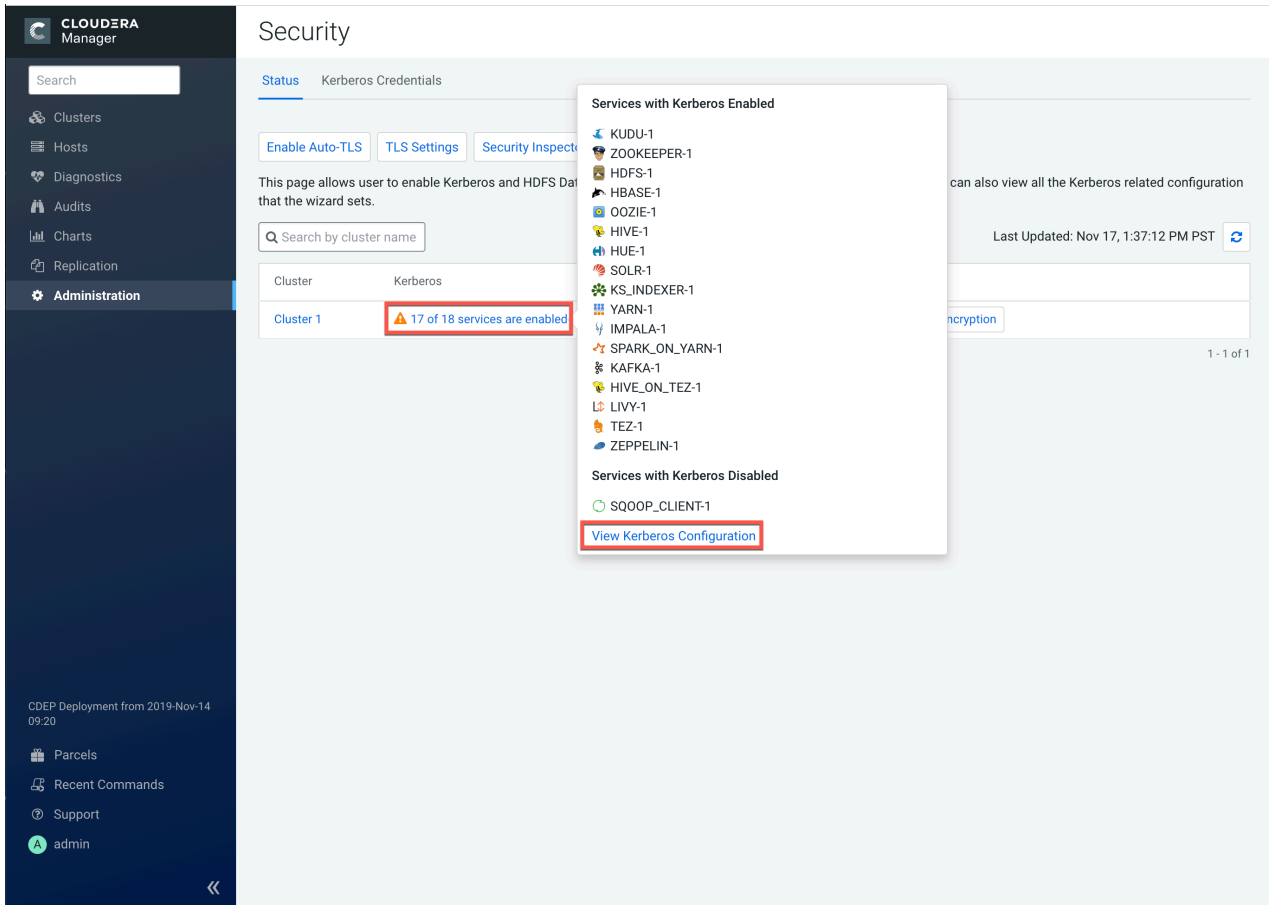 CLOUDERA
Manager
Search
Clusters
Hosts
Diagnostics
Audits
Charts
Replication
Administration
CDEP Deployment from 2019-Nov-14
09:20
Parcels
Recent Commands
Support
A admin
Security
Status Kerberos Credentials
Enable Auto-TLS TLS Settings Security Inspecto
This page allows user to enable Kerberos and HDFS Dat can also view all the Kerberos related configuration
that the wizard sets.
Search by cluster name
Last Updated: Nov 17, 1:37:12 PM PST
Cluster Kerberos
Cluster 1 17 of 18 services are enabled ncryption
1 - 1 of 1
Services with Kerberos Enabled
KUDU-1
ZOOKEEPER-1
HDFS-1
HBASE-1
OOZIE-1
HIVE-1
HUE-1
SOLR-1
KS_INDEXER-1
YARN-1
IMPALA-1
SPARK_ON_YARN-1
KAFKA-1
HIVE_ON_TEZ-1
LIVY-1
TEZ-1
ZEPPELIN-1
Services with Kerberos Disabled
SQOOP_CLIENT-1
View Kerberos Configuration